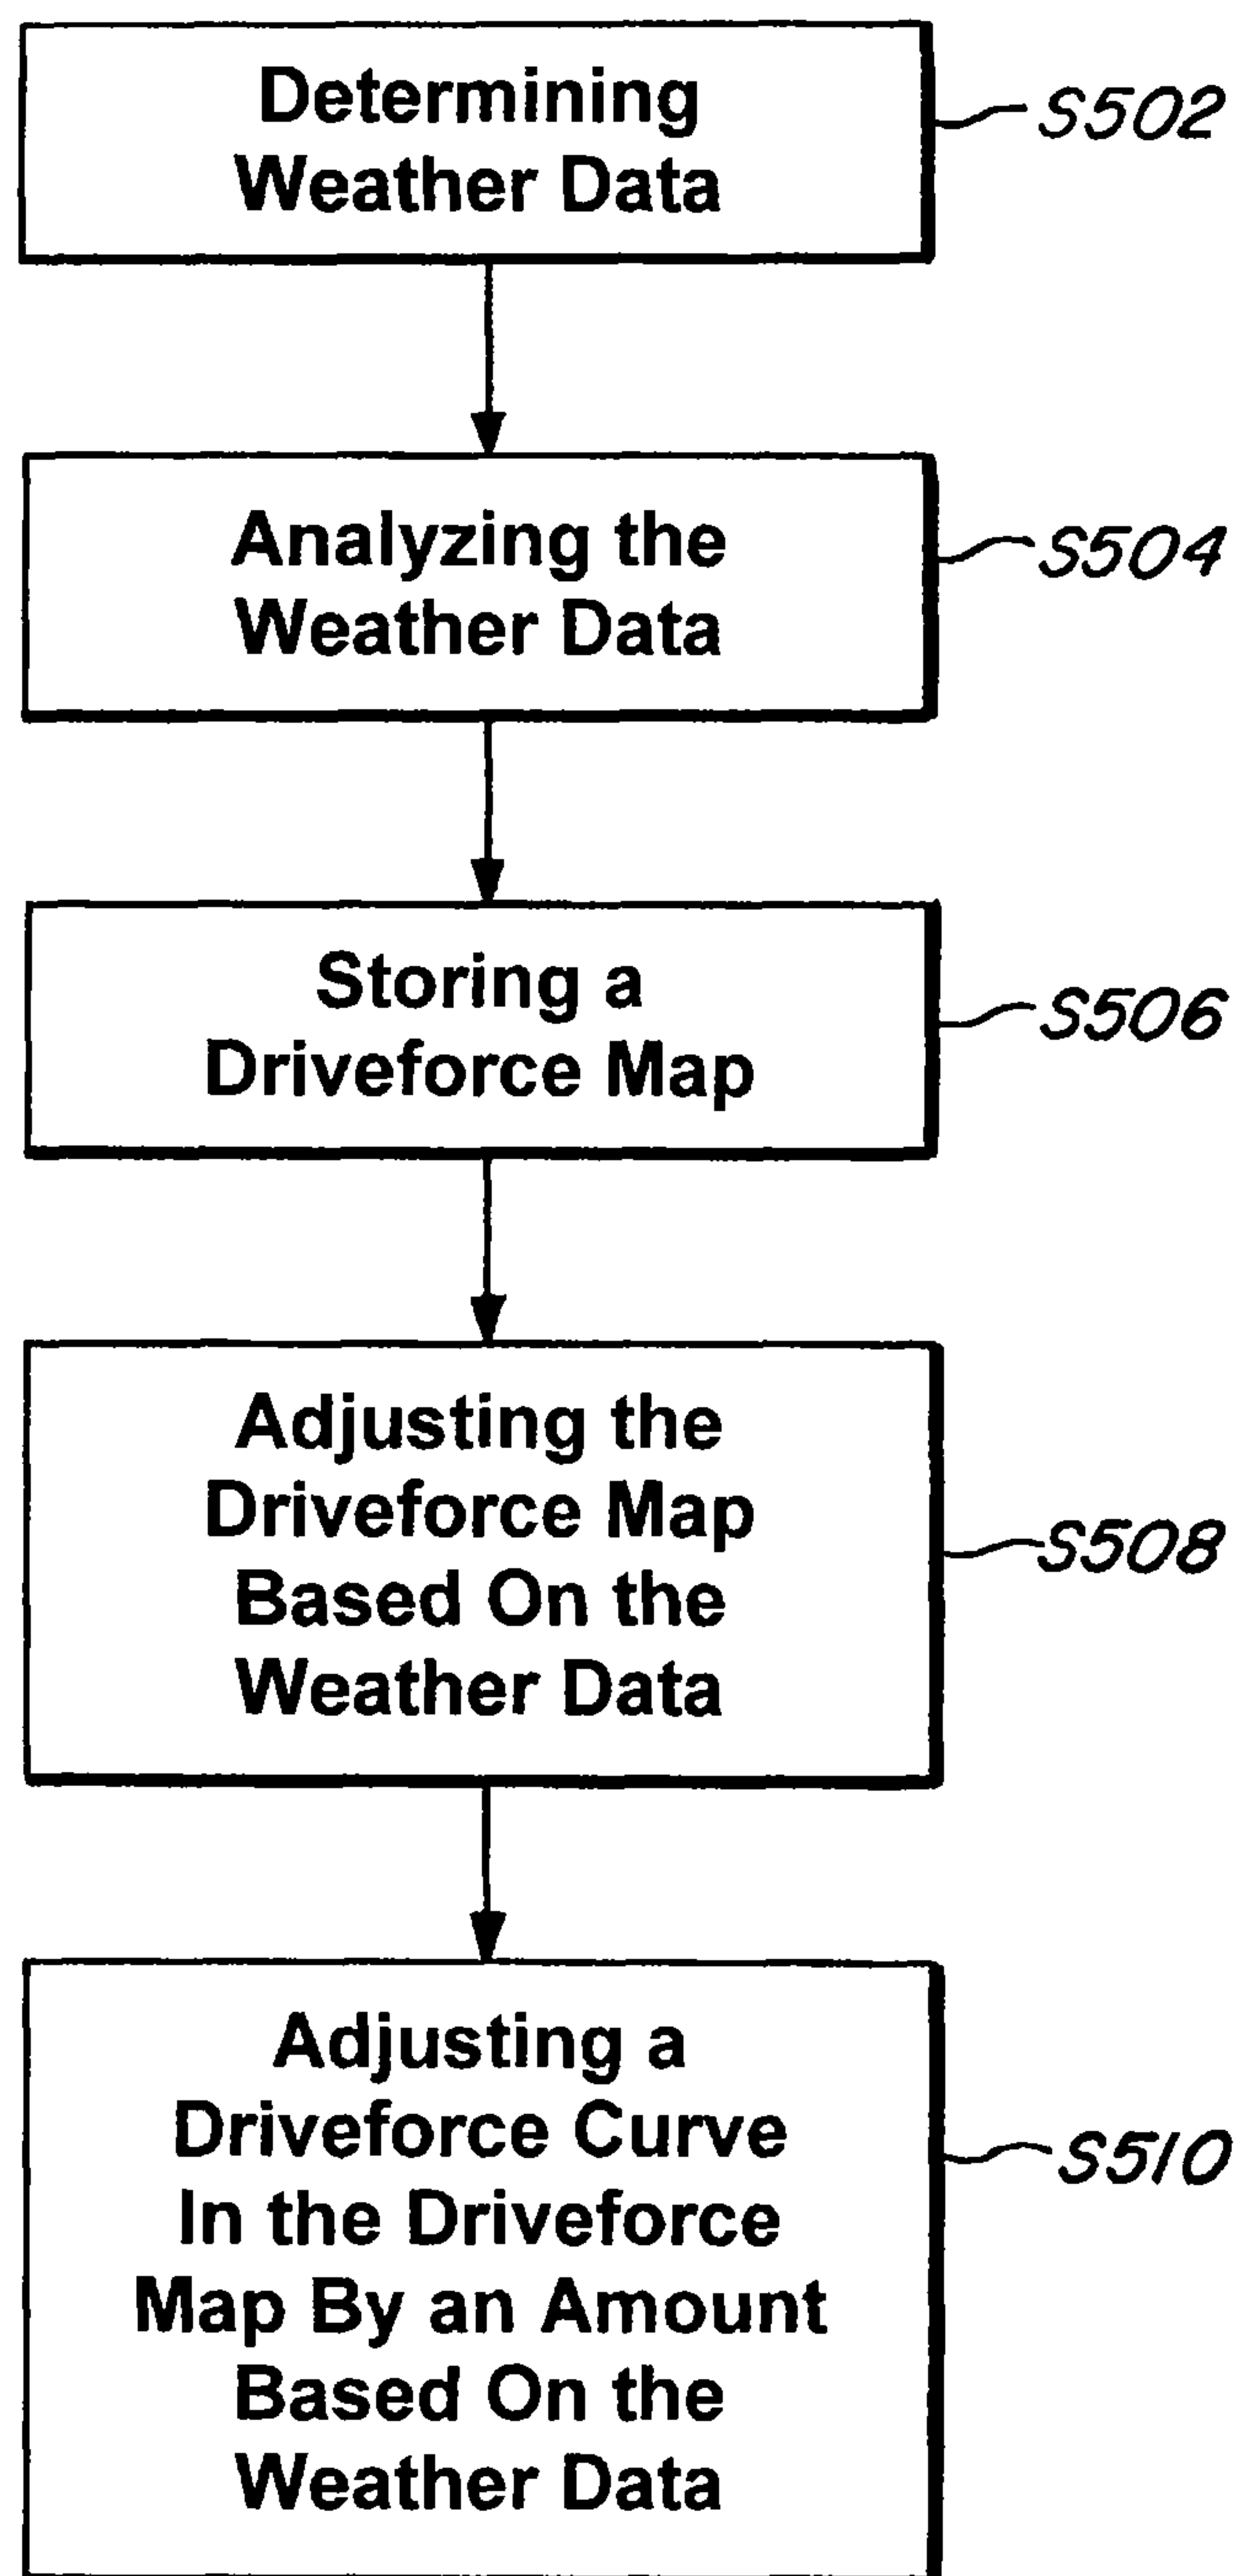 Determining
Weather Data
S502
Analyzing the
Weather Data
S504
Storing a
Driveforce Map
S506
Adjusting the
Driveforce Map
Based On the
Weather Data
S508
Adjusting a
Driveforce Curve
In the Driveforce
Map By an Amount
Based On the
Weather Data
S510